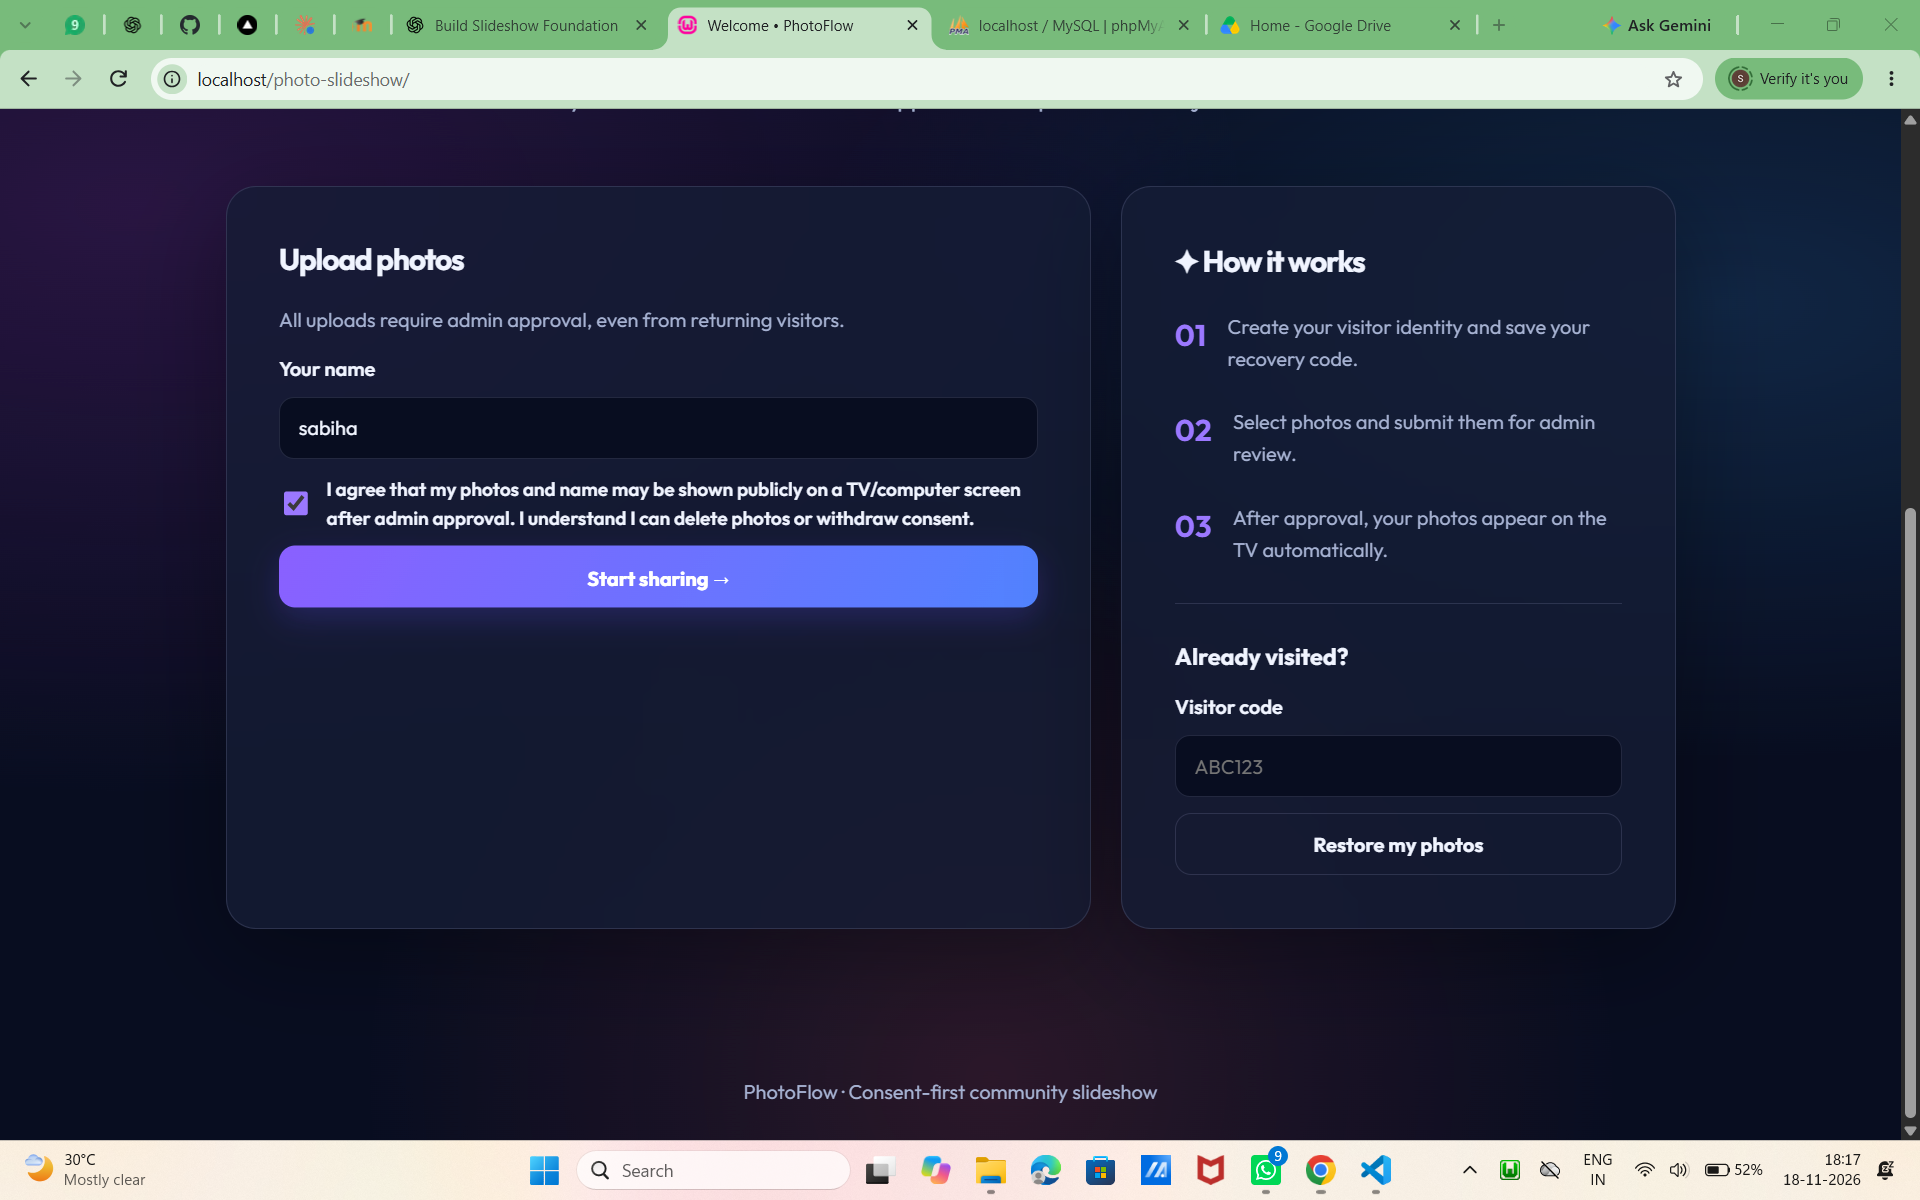 9
Build Slideshow Foundation
Welcome • PhotoFlow
localhost / MySQL | phpMyA
Home - Google Drive
Ask Gemini
localhost/photo-slideshow/
S
Verify it's you
Upload photos
All uploads require admin approval, even from returning visitors.
Your name
sabiha
I agree that my photos and name may be shown publicly on a TV/computer screen
after admin approval. I understand I can delete photos or withdraw consent.
Start sharing →
✦ How it works
01 Create your visitor identity and save your
recovery code.
02 Select photos and submit them for admin
review.
03 After approval, your photos appear on the
TV automatically.
Already visited?
Visitor code
ABC123
Restore my photos
PhotoFlow · Consent-first community slideshow
30°C
Mostly clear
Search
9
ENG
IN
52%
18:17
18-11-2026